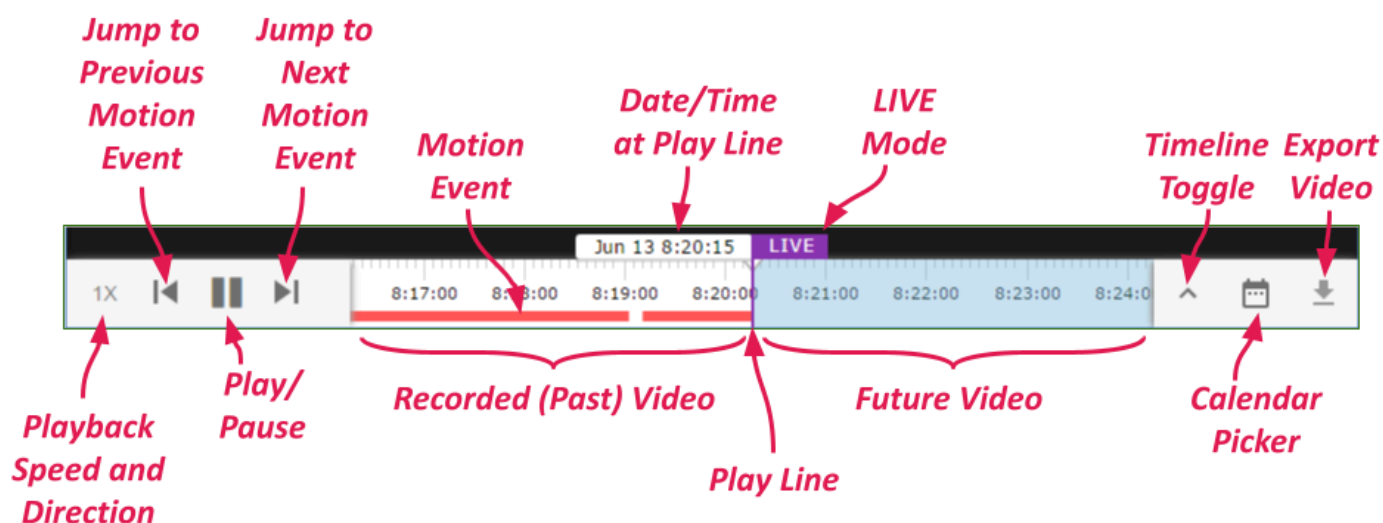 Jump to
Previous
Motion
Event
Jump to
Next
Motion
Event
Motion
Event
Date/Time
at Play Line
LIVE
Mode
Timeline
Toggle
Export
Video
Jun 13 8:20:15
LIVE
1X
8:17:00
8:18:00
8:19:00
8:20:00
8:21:00
8:22:00
8:23:00
8:24:0
Playback
Speed and
Direction
Play/
Pause
Recorded (Past) Video
Play Line
Future Video
Calendar
Picker